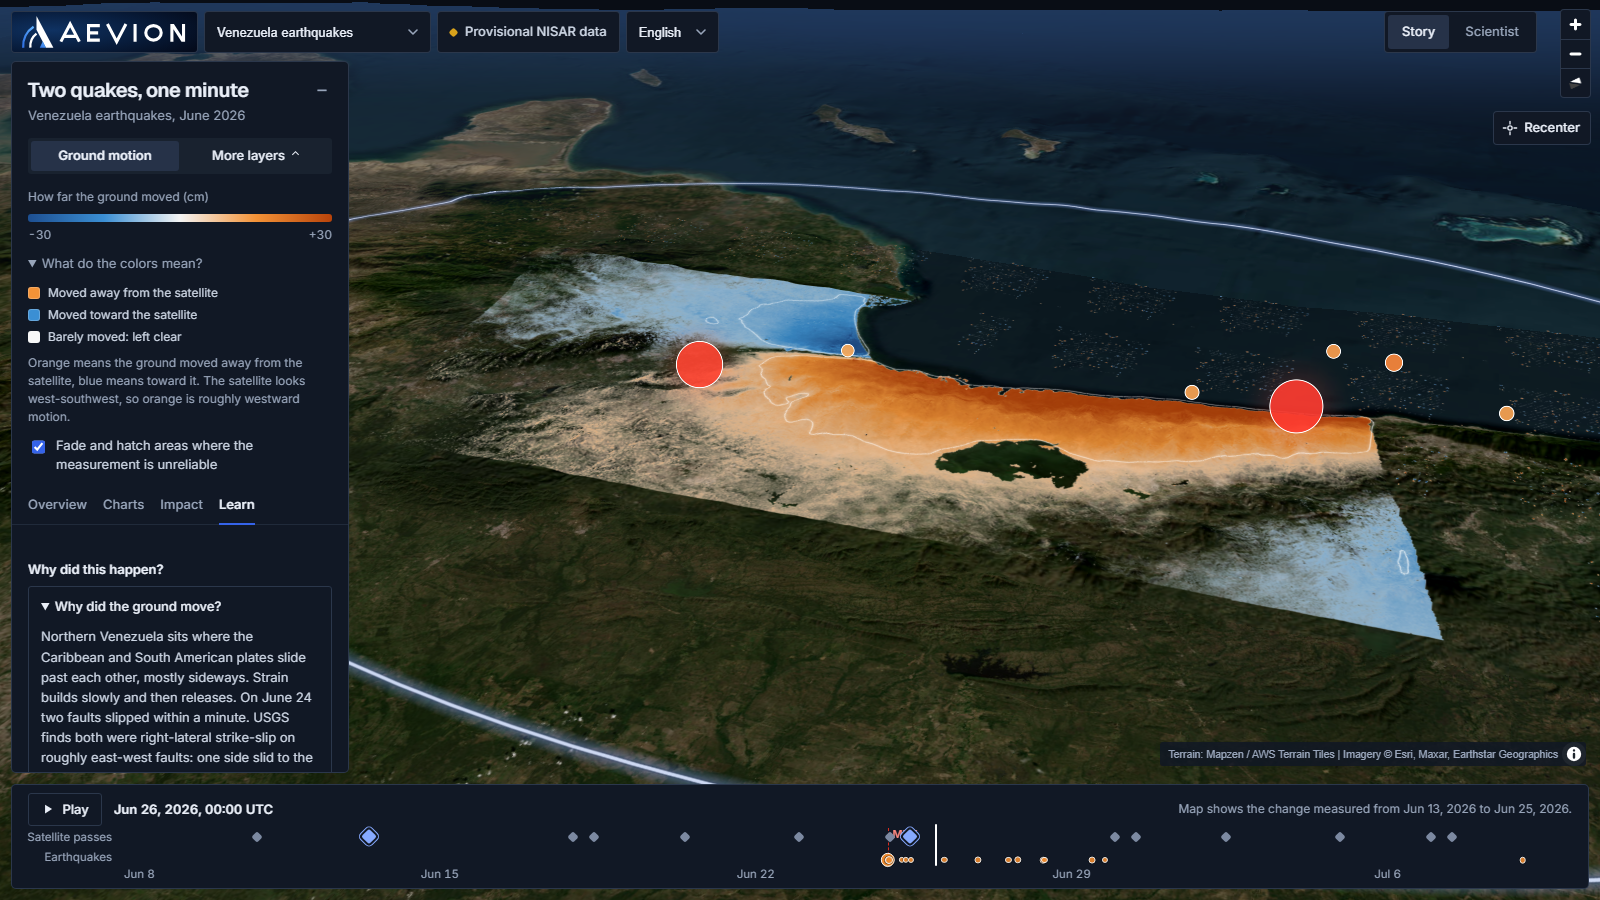 AEVION
Venezuela earthquakes
Provisional NISAR data
English
Story
Scientist
Two quakes, one minute
Venezuela earthquakes, June 2026
Ground motion
More layers
How far the ground moved (cm)
-30
+30
What do the colors mean?
Moved away from the satellite
Moved toward the satellite
Barely moved: left clear
Orange means the ground moved away from the
satellite, blue means toward it. The satellite looks
west-southwest, so orange is roughly westward
motion.
Fade and hatch areas where the
measurement is unreliable
Overview
Charts
Impact
Learn
Why did this happen?
Why did the ground move?
Northern Venezuela sits where the
Caribbean and South American plates slide
past each other, mostly sideways. Strain
builds slowly and then releases. On June 24
two faults slipped within a minute. USGS
finds both were right-lateral strike-slip on
roughly east-west faults: one side slid to the
Recenter
Terrain: Mapzen / AWS Terrain Tiles | Imagery © Esri, Maxar, Earthstar Geographics
Play
Jun 26, 2026, 00:00 UTC
Map shows the change measured from Jun 13, 2026 to Jun 25, 2026.
Satellite passes
Earthquakes
Jun 8
Jun 15
Jun 22
Jun 29
Jul 6